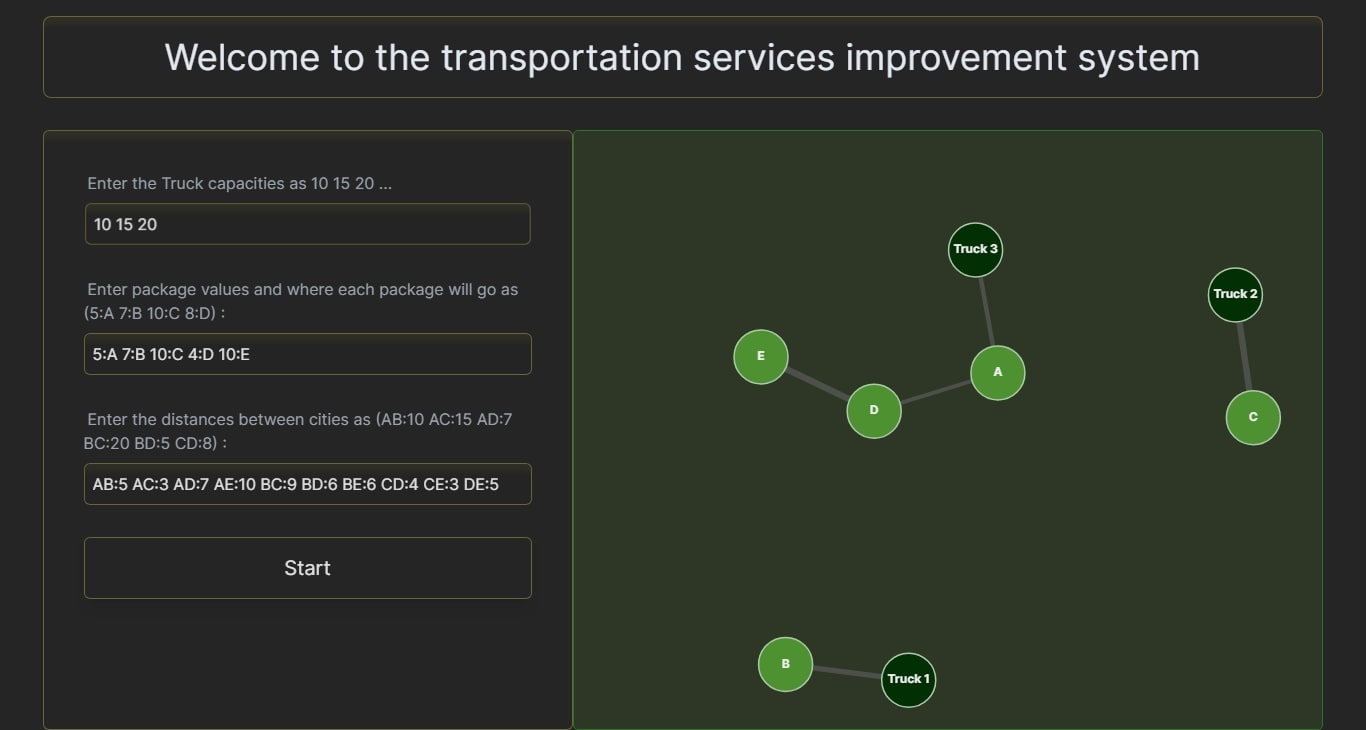 Welcome to the transportation services improvement system
Enter the Truck capacities as 10 15 20 ...
10 15 20
Enter package values and where each package will go as
(5:A 7:B 10:C 8:D) :
5:A 7:B 10:C 4:D 10:E
Enter the distances between cities as (AB:10 AC:15 AD:7
BC:20 BD:5 CD:8) :
AB:5 AC:3 AD:7 AE:10 BC:9 BD:6 BE:6 CD:4 CE:3 DE:5
Start
Truck 3
Truck 2
E
A
D
C
B
Truck 1